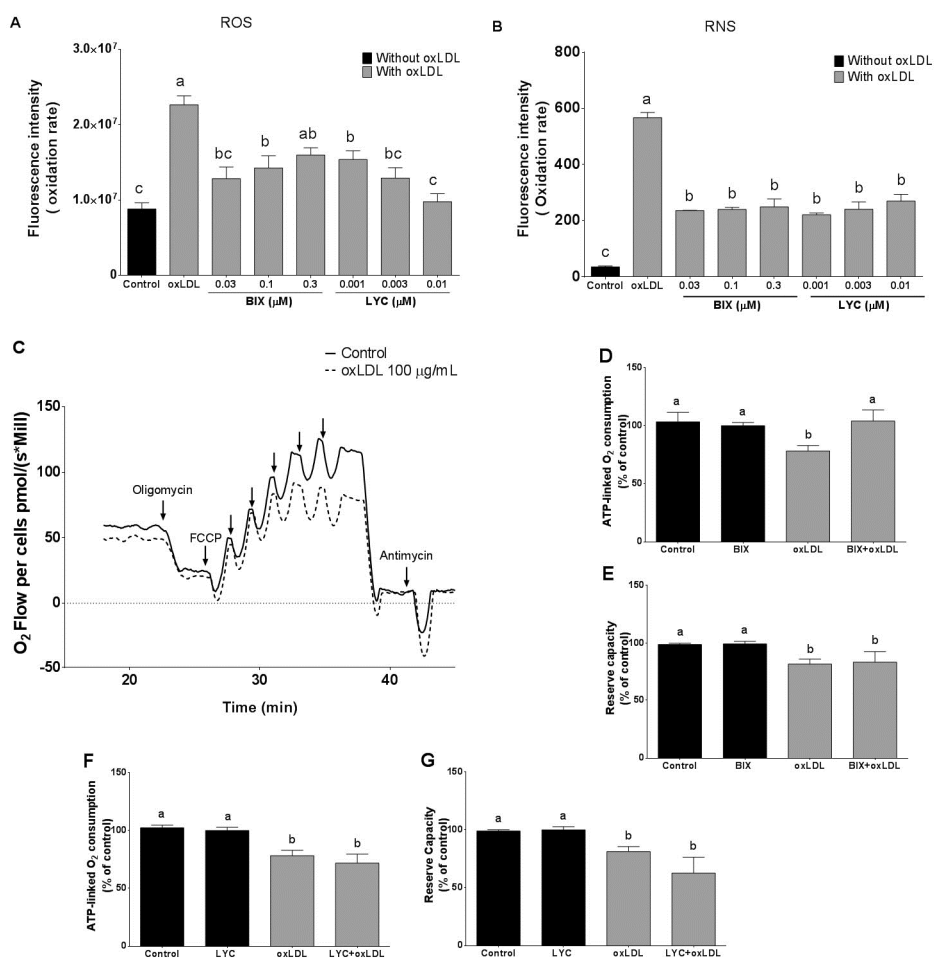 A
ROS
Without oxLDL
With oxLDL
Fluorescence intensity
( oxidation rate)
3.0×10⁷
2.0×10⁷
1.0×10⁷
0
c
a
bc
b
ab
b
bc
c
Control
oxLDL
0.03
0.1
0.3
0.001
0.003
0.01
BIX (μM)
LYC (μM)
B
RNS
Without oxLDL
With oxLDL
Fluorescence intensity
( Oxidation rate)
800
600
400
200
0
c
a
b
b
b
b
b
b
Control
oxLDL
0.03
0.1
0.3
0.001
0.003
0.01
BIX (μM)
LYC (μM)
C
Control
oxLDL 100 μg/mL
O₂ Flow per cells pmol/(s*Mill)
150
100
50
0
-50
Oligomycin
FCCP
Antimycin
20
30
40
Time (min)
D
ATP-linked O₂ consumption
(% of control)
150
100
50
0
a
a
b
a
Control
BIX
oxLDL
BIX+oxLDL
E
Reserve capacity
(% of control)
150
100
50
0
a
a
b
b
Control
BIX
oxLDL
BIX+oxLDL
F
ATP-linked O₂ consumption
(% of control)
150
100
50
0
a
a
b
b
Control
LYC
oxLDL
LYC+oxLDL
G
Reserve Capacity
(% of control)
150
100
50
0
a
a
b
b
Control
LYC
oxLDL
LYC+oxLDL